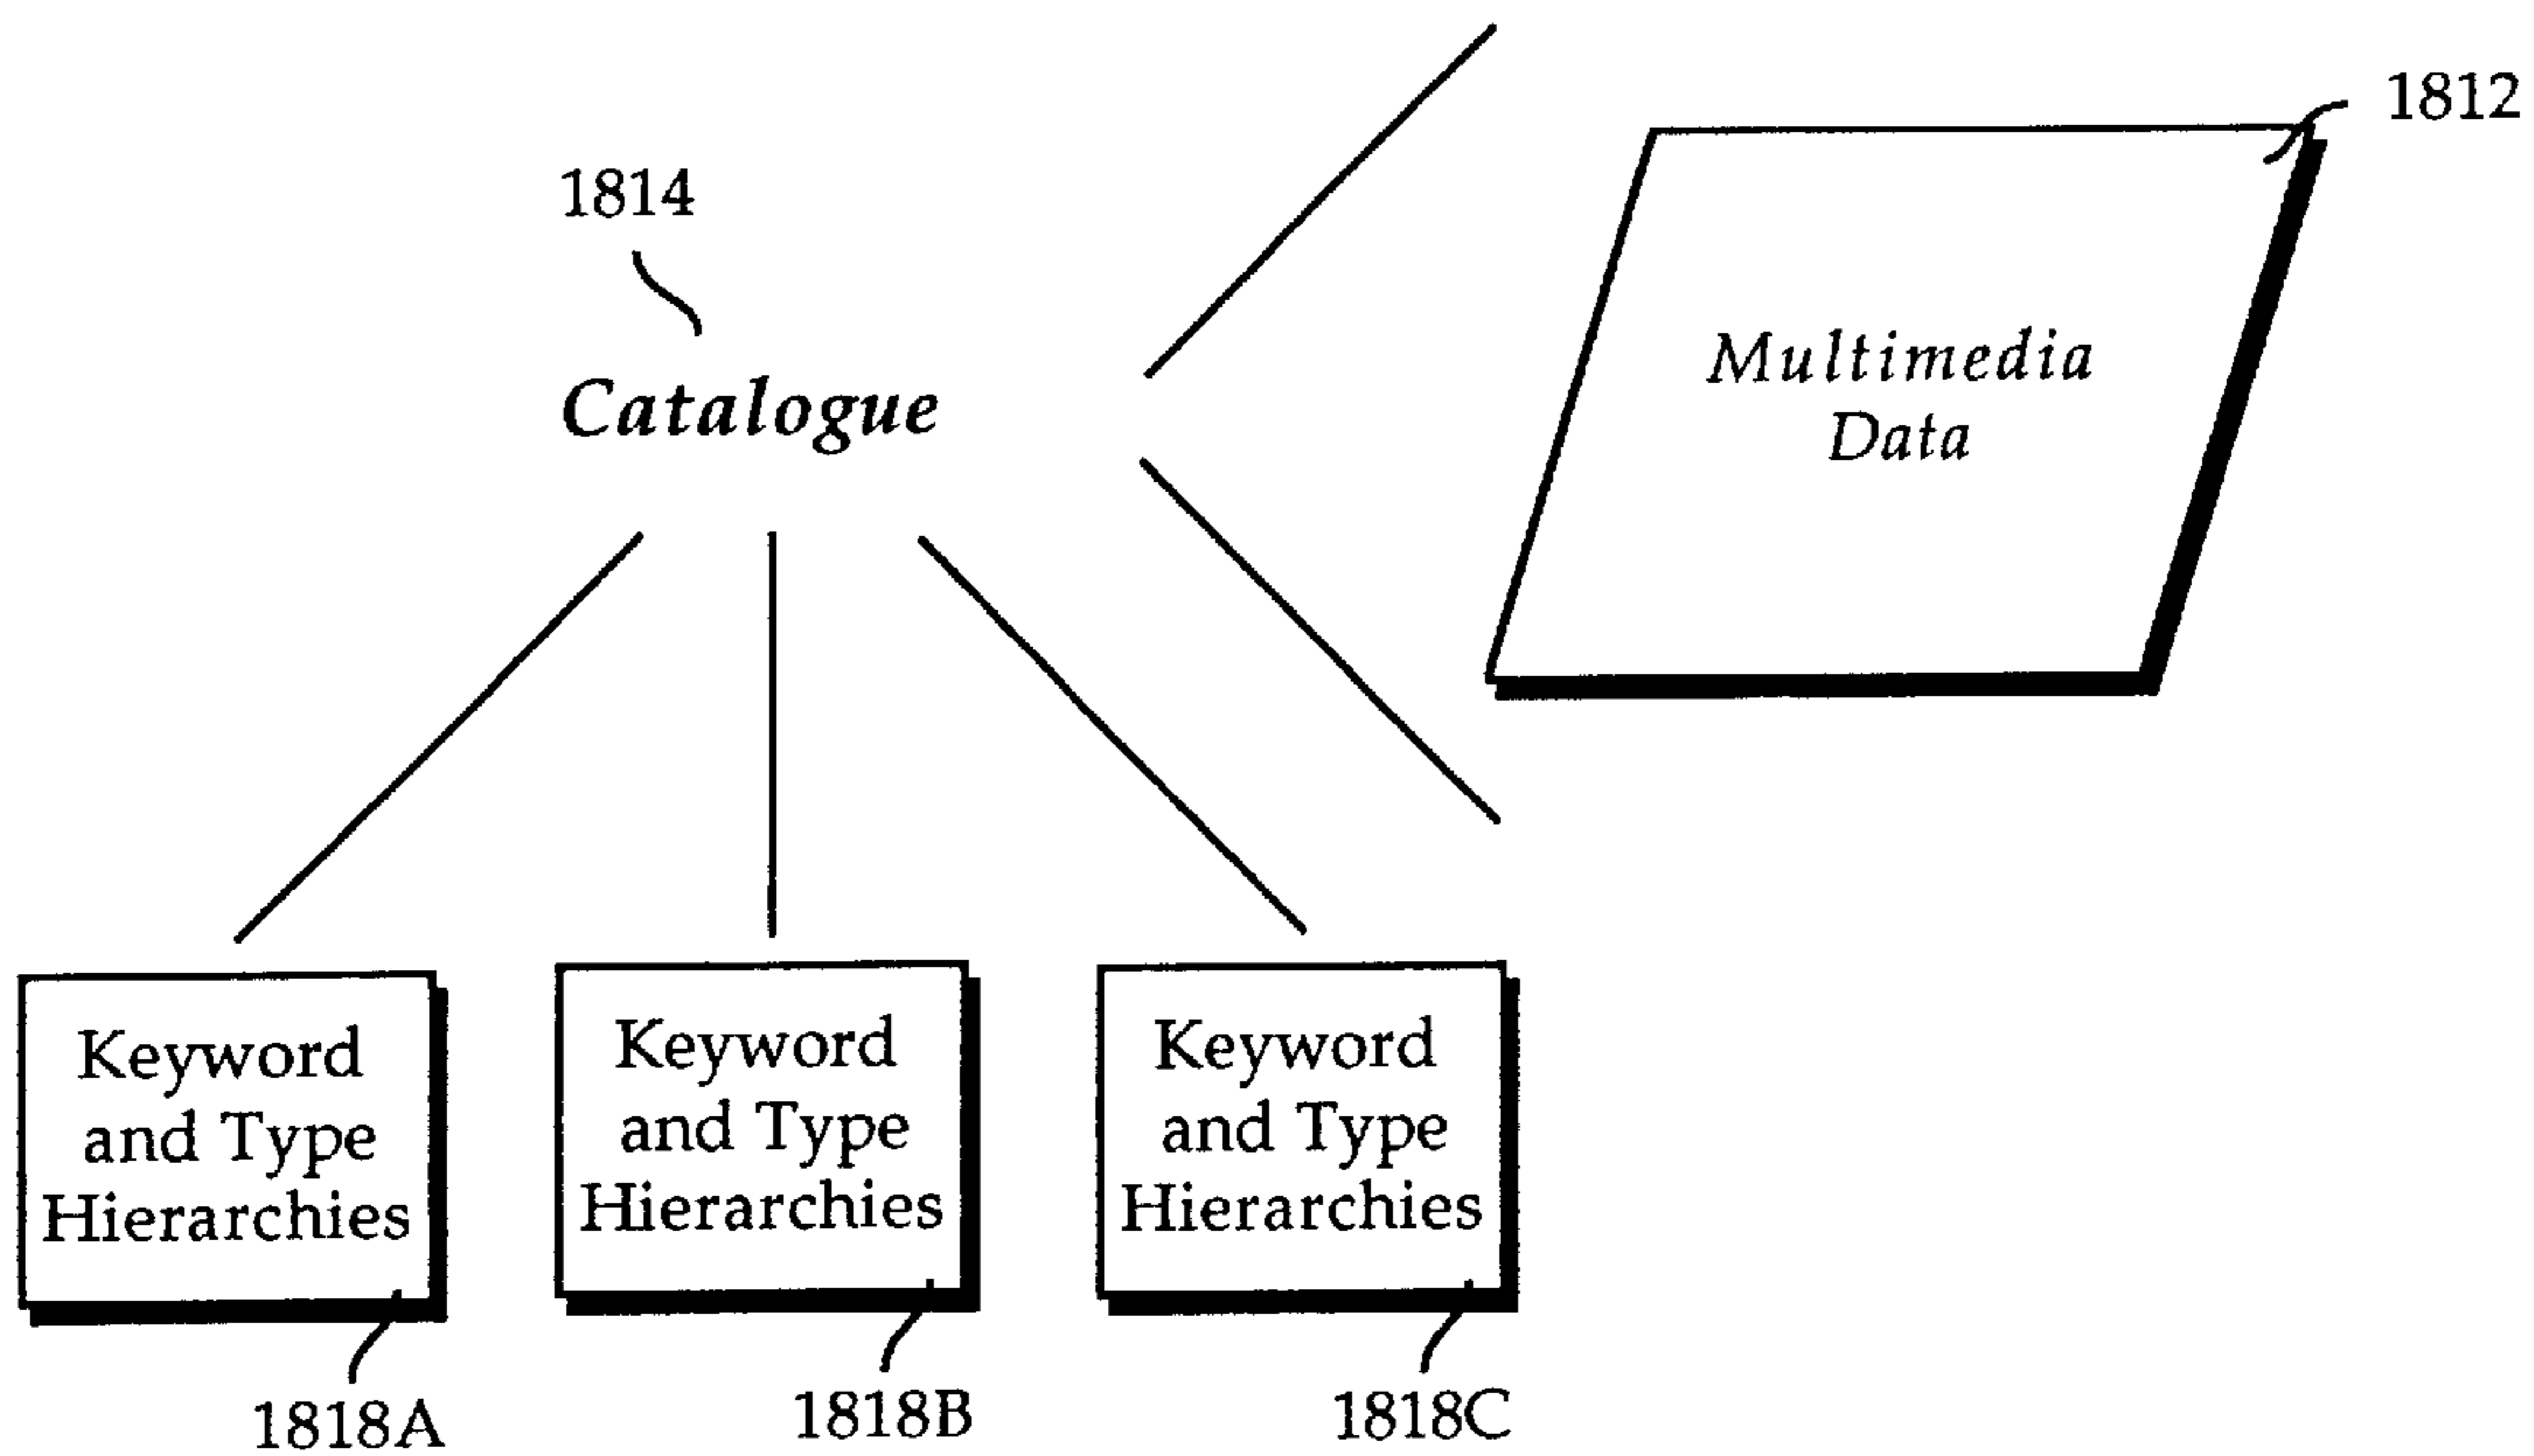 1812
1814
Multimedia
Data
Catalogue
Keyword
and Type
Hierarchies
1818A
Keyword
and Type
Hierarchies
1818B
Keyword
and Type
Hierarchies
1818C